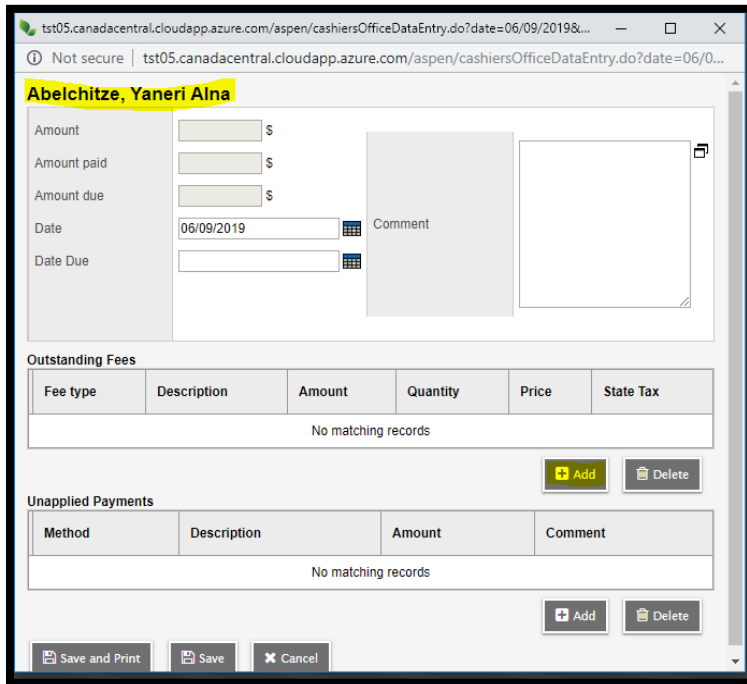 tst05.canadacentral.cloudapp.azure.com/aspen/cashiersOfficeDataEntry.do?date=06/09/2019&...
Not secure | tst05.canadacentral.cloudapp.azure.com/aspen/cashiersOfficeDataEntry.do?date=06/0...
Abelchitze, Yaneri Alna
Amount $
Amount paid $
Amount due $
Date 06/09/2019 Comment
Date Due
Outstanding Fees
Fee type Description Amount Quantity Price State Tax
No matching records
Add Delete
Unapplied Payments
Method Description Amount Comment
No matching records
Add Delete
Save and Print Save Cancel